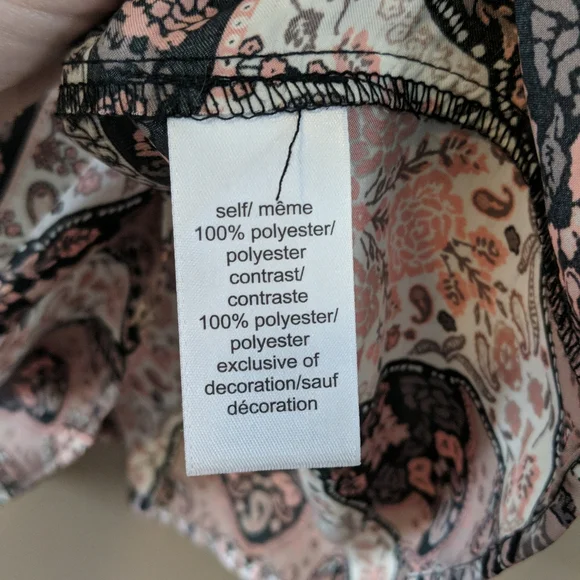 self/ même
100% polyester/
polyester
contrast/
contraste
100% polyester/
polyester
exclusive of
decoration/sauf
décoration